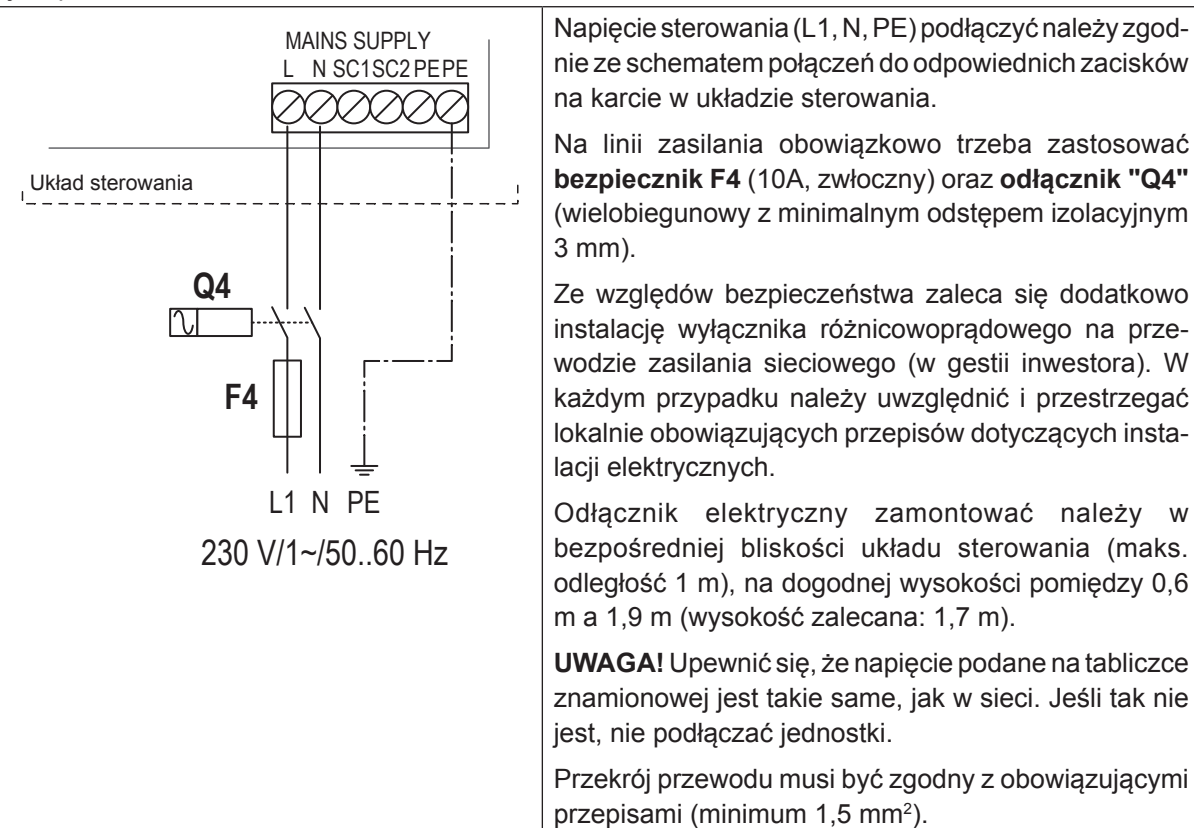 MAINS SUPPLY
L N SC1 SC2 PE PE
Układ sterowania
Q4
F4
L1 N PE
230 V/1~/50..60 Hz
Napięcie sterowania (L1, N, PE) podłączyć należy zgod-
nie ze schematem połączeń do odpowiednich zacisków
na karcie w układzie sterowania.
Na linii zasilania obowiązkowo trzeba zastosować
bezpiecznik F4 (10A, zwłoczny) oraz odłącznik "Q4"
(wielobiegunowy z minimalnym odstępem izolacyjnym
3 mm).
Ze względów bezpieczeństwa zaleca się dodatkowo
instalację wyłącznika różnicowoprądowego na prze-
wodzie zasilania sieciowego (w gestii inwestora). W
każdym przypadku należy uwzględnić i przestrzegać
lokalnie obowiązujących przepisów dotyczących insta-
lacji elektrycznych.
Odłącznik elektryczny zamontować należy w
bezpośredniej bliskości układu sterowania (maks.
odległość 1 m), na dogodnej wysokości pomiędzy 0,6
m a 1,9 m (wysokość zalecana: 1,7 m).
UWAGA! Upewnić się, że napięcie podane na tabliczce
znamionowej jest takie same, jak w sieci. Jeśli tak nie
jest, nie podłączać jednostki.
Przekrój przewodu musi być zgodny z obowiązującymi
przepisami (minimum 1,5 mm²).